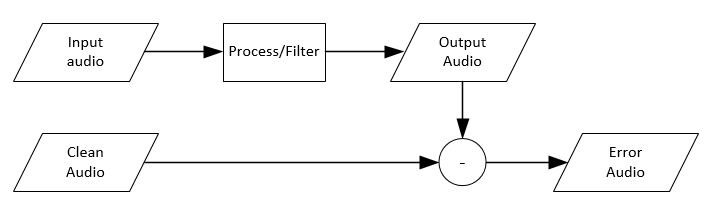 Input
audio
Process/Filter
Output
Audio
Clean
Audio
-
Error
Audio